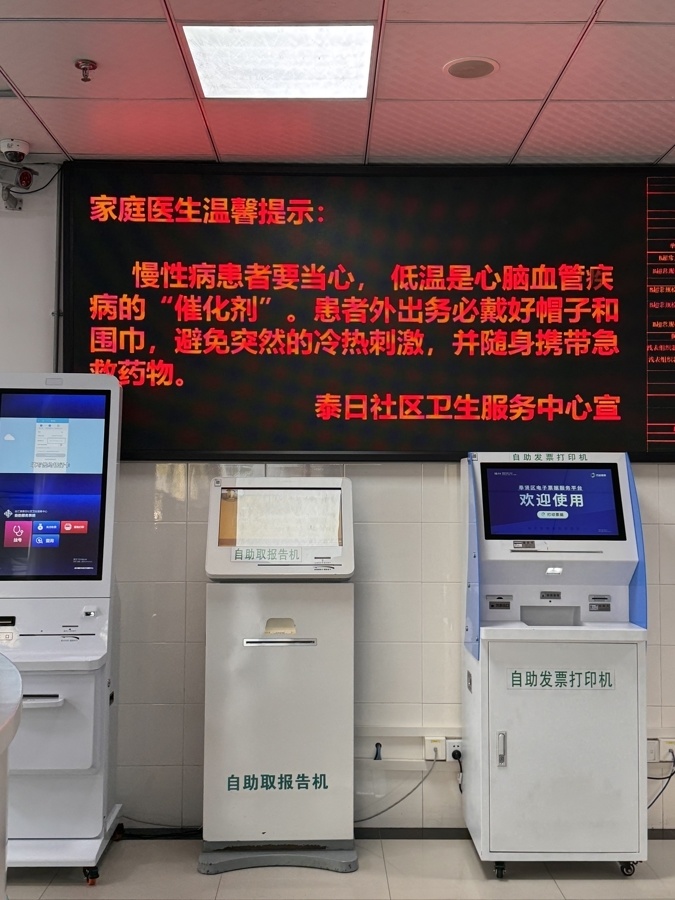 家庭医生温馨提示：
慢性病患者要当心，低温是心脑血管疾
病的“催化剂”。患者外出务必戴好帽子和
围巾，避免突然的冷热刺激，并随身携带急
救药物。
泰日社区卫生服务中心宣
自助取报告机
自助取报告机
自助发票打印机
欢迎使用
自助发票打印机